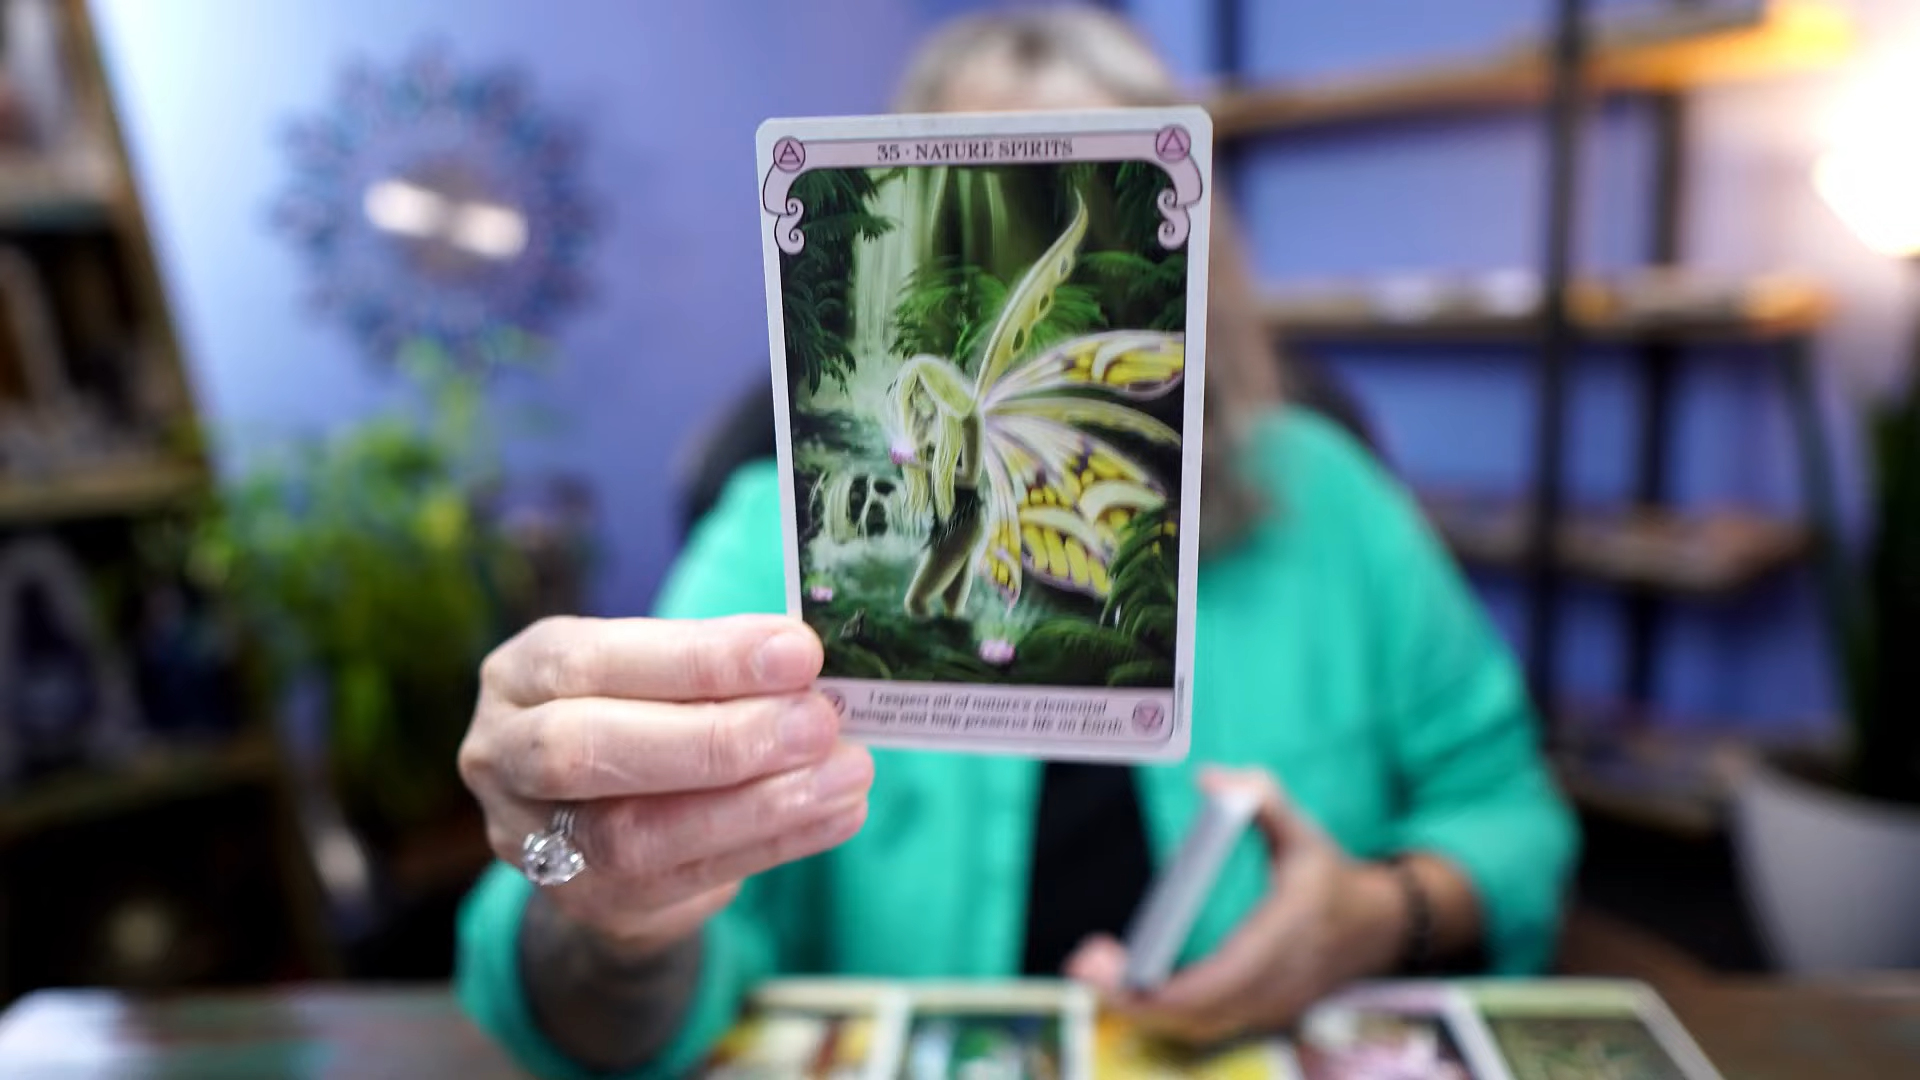 35 · NATURE SPIRITS
I respect all of nature's elemental
beings and help preserve life on Earth